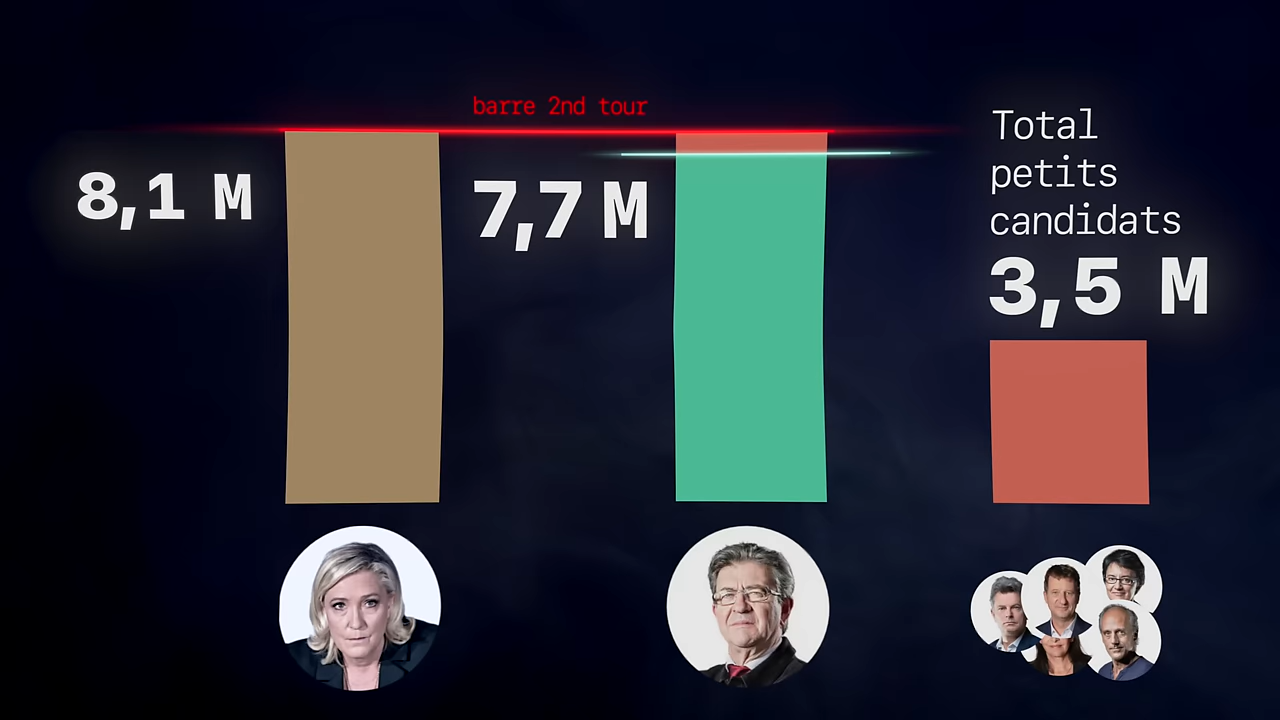 barre 2nd tour
8,1 M
7,7 M
Total
petits
candidats
3,5 M